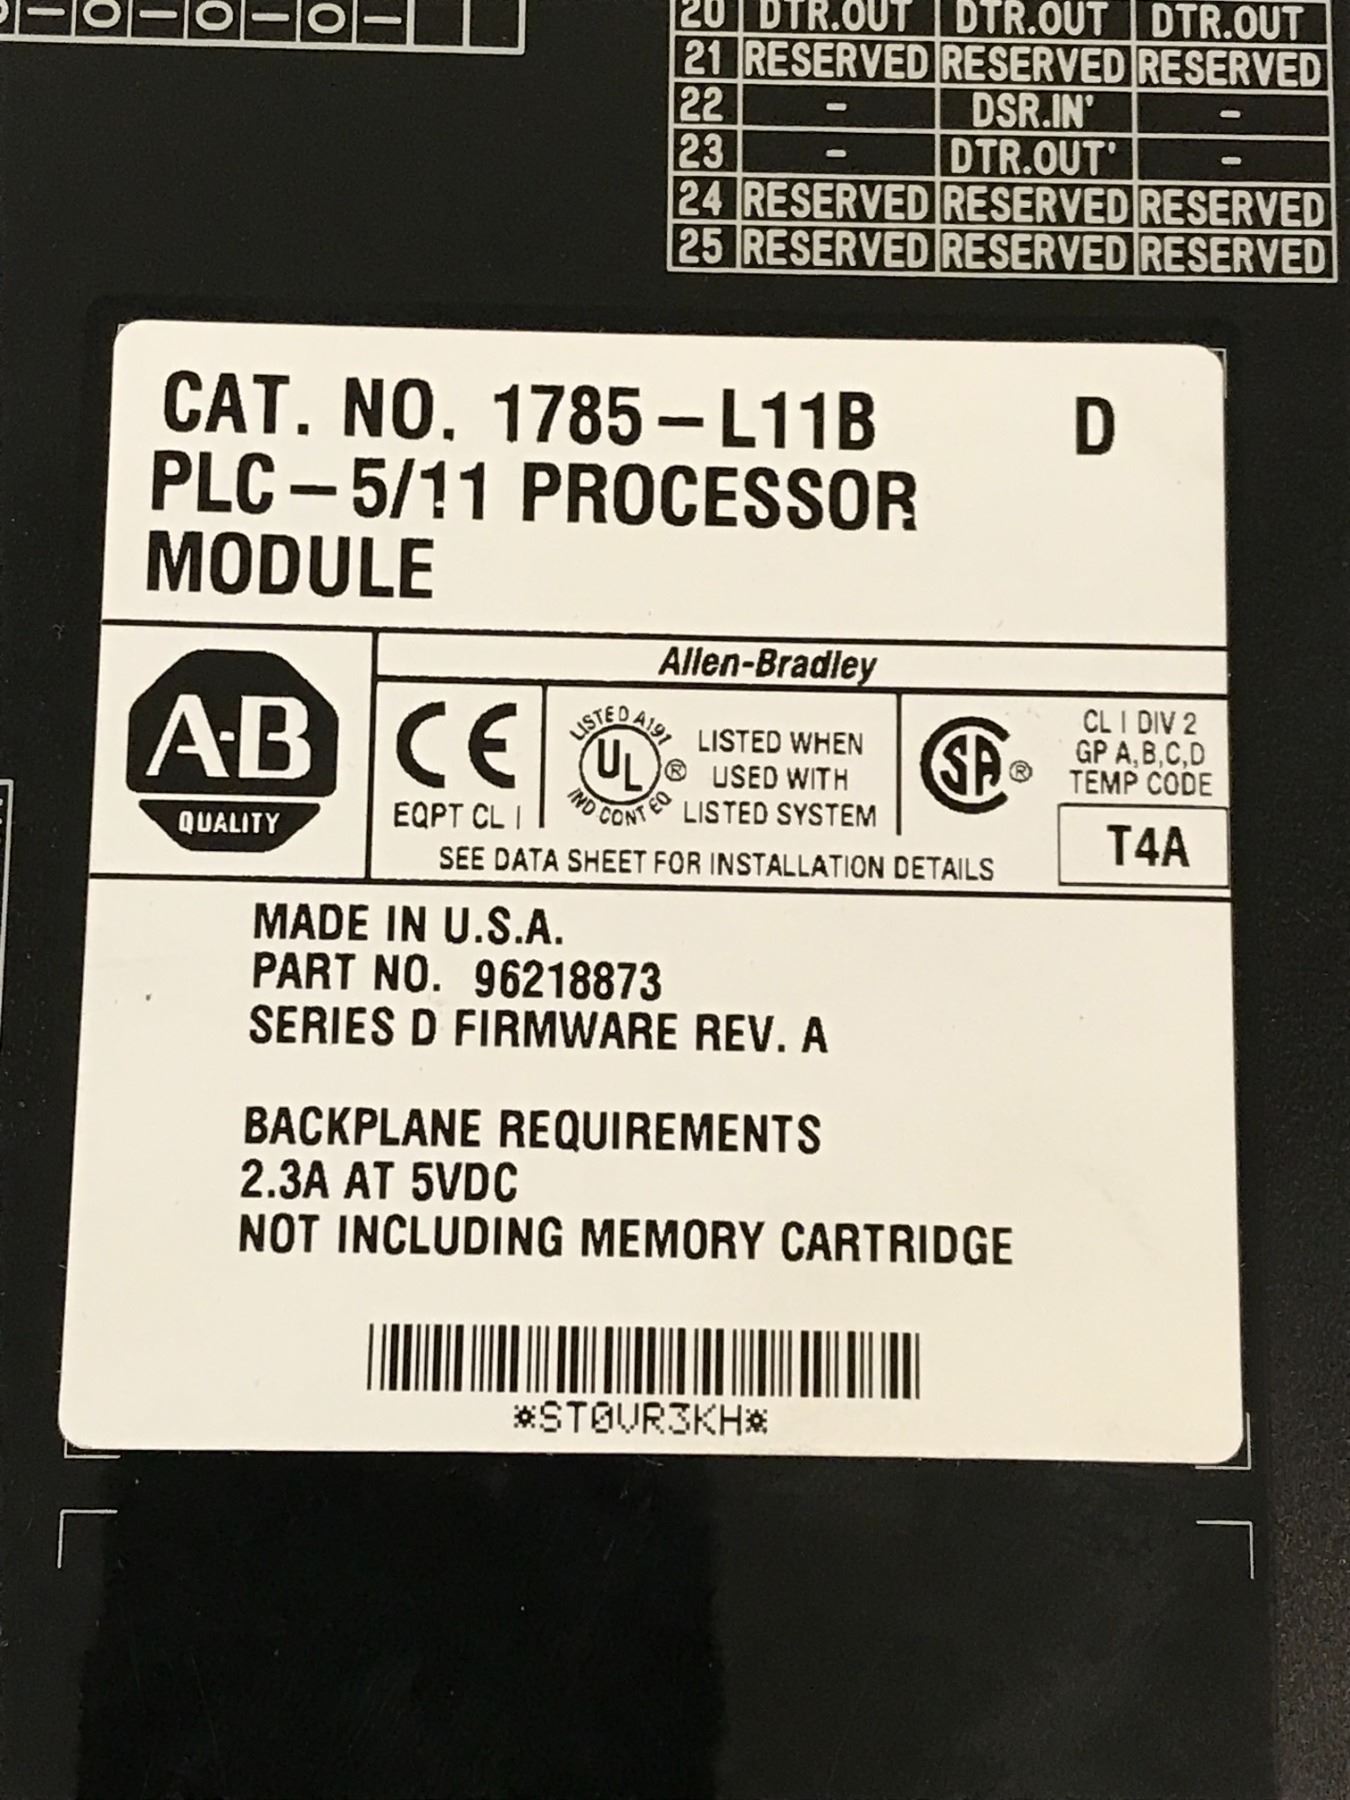 20 DTR.OUT DTR.OUT DTR.OUT
21 RESERVED RESERVED RESERVED
22 - DSR.IN' -
23 - DTR.OUT' -
24 RESERVED RESERVED RESERVED
25 RESERVED RESERVED RESERVED
CAT. NO. 1785-L11B D
PLC-5/11 PROCESSOR
MODULE
A-B
QUALITY
Allen-Bradley
CE
EQPT CL I
LISTED A197
UL ®
IND CONT EQ
LISTED WHEN
USED WITH
LISTED SYSTEM
SA ®
CL I DIV 2
GP A,B,C,D
TEMP CODE
T4A
SEE DATA SHEET FOR INSTALLATION DETAILS
MADE IN U.S.A.
PART NO. 96218873
SERIES D FIRMWARE REV. A
BACKPLANE REQUIREMENTS
2.3A AT 5VDC
NOT INCLUDING MEMORY CARTRIDGE
*ST0VR3KH*